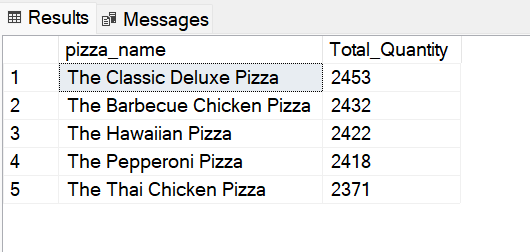 Results Messages
pizza_name Total_Quantity
1 The Classic Deluxe Pizza 2453
2 The Barbecue Chicken Pizza 2432
3 The Hawaiian Pizza 2422
4 The Pepperoni Pizza 2418
5 The Thai Chicken Pizza 2371